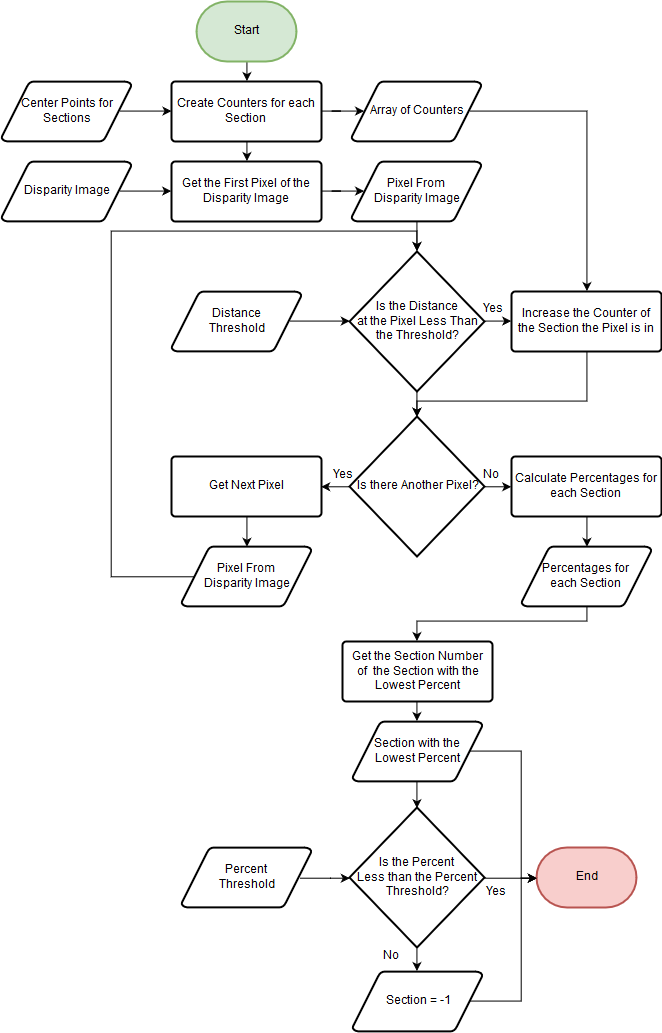 Start
Center Points for
Sections
Create Counters for each
Section
Array of Counters
Disparity Image
Get the First Pixel of the
Disparity Image
Pixel From
Disparity Image
Distance
Threshold
Is the Distance
at the Pixel Less Than
the Threshold?
Yes
Increase the Counter of
the Section the Pixel is in
Get Next Pixel
Yes
Is there Another Pixel?
No
Calculate Percentages for
each Section
Pixel From
Disparity Image
Percentages for
each Section
Get the Section Number
of the Section with the
Lowest Percent
Section with the
Lowest Percent
Percent
Threshold
Is the Percent
Less than the Percent
Threshold?
Yes
End
No
Section = -1